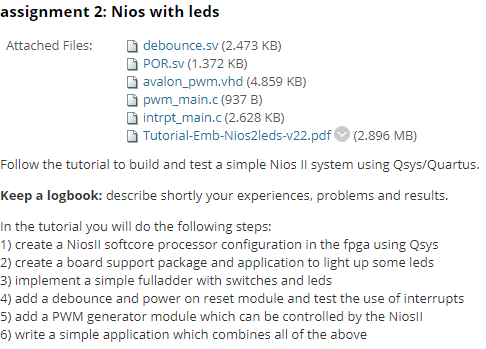 assignment 2: Nios with leds
Attached Files: debounce.sv (2.473 KB)
POR.sv (1.372 KB)
avalon_pwm.vhd (4.859 KB)
pwm_main.c (937 B)
intrpt_main.c (2.628 KB)
Tutorial-Emb-Nios2leds-v22.pdf (2.896 MB)
Follow the tutorial to build and test a simple Nios II system using Qsys/Quartus.
Keep a logbook: describe shortly your experiences, problems and results.
In the tutorial you will do the following steps:
1) create a NiosII softcore processor configuration in the fpga using Qsys
2) create a board support package and application to light up some leds
3) implement a simple fulladder with switches and leds
4) add a debounce and power on reset module and test the use of interrupts
5) add a PWM generator module which can be controlled by the NiosII
6) write a simple application which combines all of the above